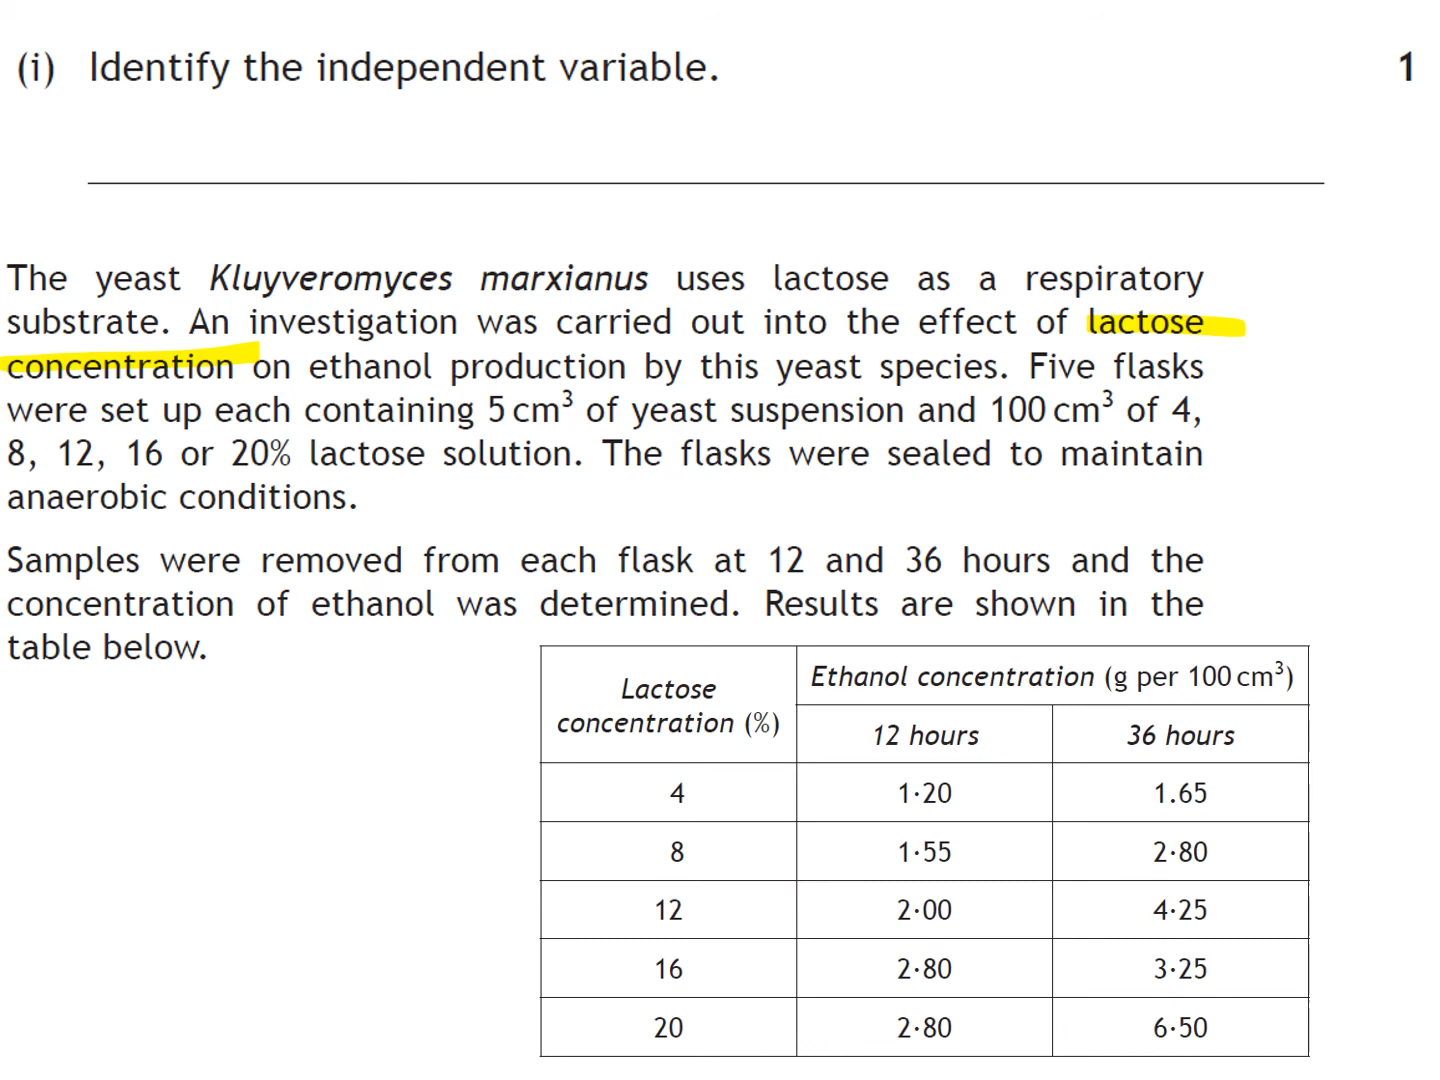 (i) Identify the independent variable. 1
The yeast Kluyveromyces marxianus uses lactose as a respiratory
substrate. An investigation was carried out into the effect of lactose
concentration on ethanol production by this yeast species. Five flasks
were set up each containing 5 cm³ of yeast suspension and 100 cm³ of 4,
8, 12, 16 or 20% lactose solution. The flasks were sealed to maintain
anaerobic conditions.
Samples were removed from each flask at 12 and 36 hours and the
concentration of ethanol was determined. Results are shown in the
table below.
Lactose
concentration (%)
Ethanol concentration (g per 100 cm³)
12 hours 36 hours
4 1·20 1.65
8 1·55 2·80
12 2·00 4·25
16 2·80 3·25
20 2·80 6·50